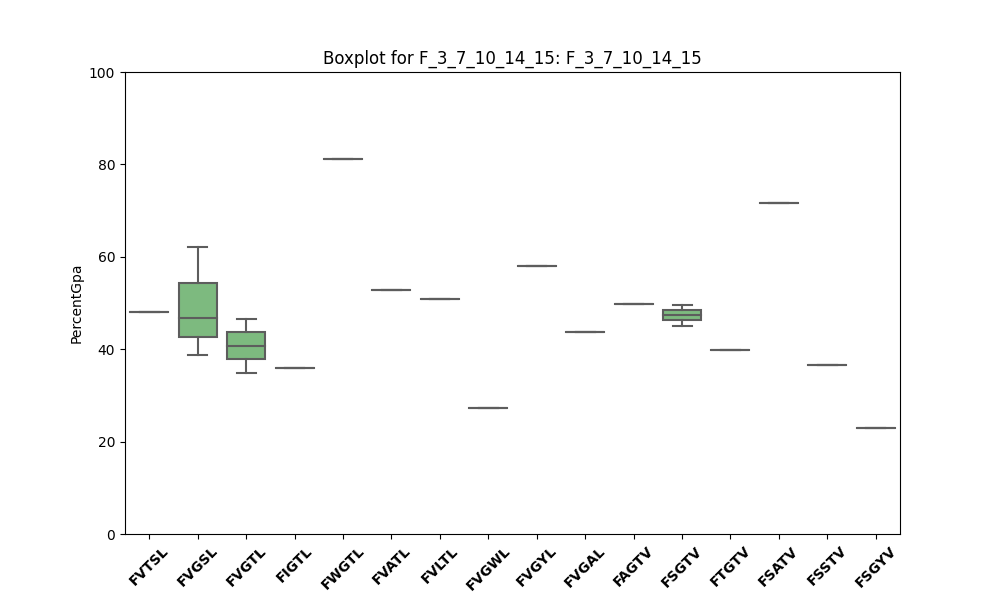 Boxplot for F_3_7_10_14_15: F_3_7_10_14_15
PercentGpa
100
80
60
40
20
0
FVTSL
FVGSL
FVGTL
FIGTL
FWGTL
FVATL
FVLTL
FVGWL
FVGYL
FVGAL
FAGTV
FSGTV
FTGTV
FSATV
FSSTV
FSGYV